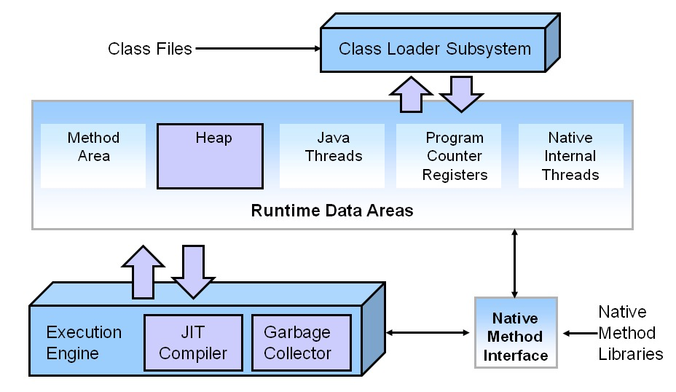 Class Files
Class Loader Subsystem
Method
Area
Heap
Java
Threads
Program
Counter
Registers
Native
Internal
Threads
Runtime Data Areas
Execution
Engine
JIT
Compiler
Garbage
Collector
Native
Method
Interface
Native
Method
Libraries